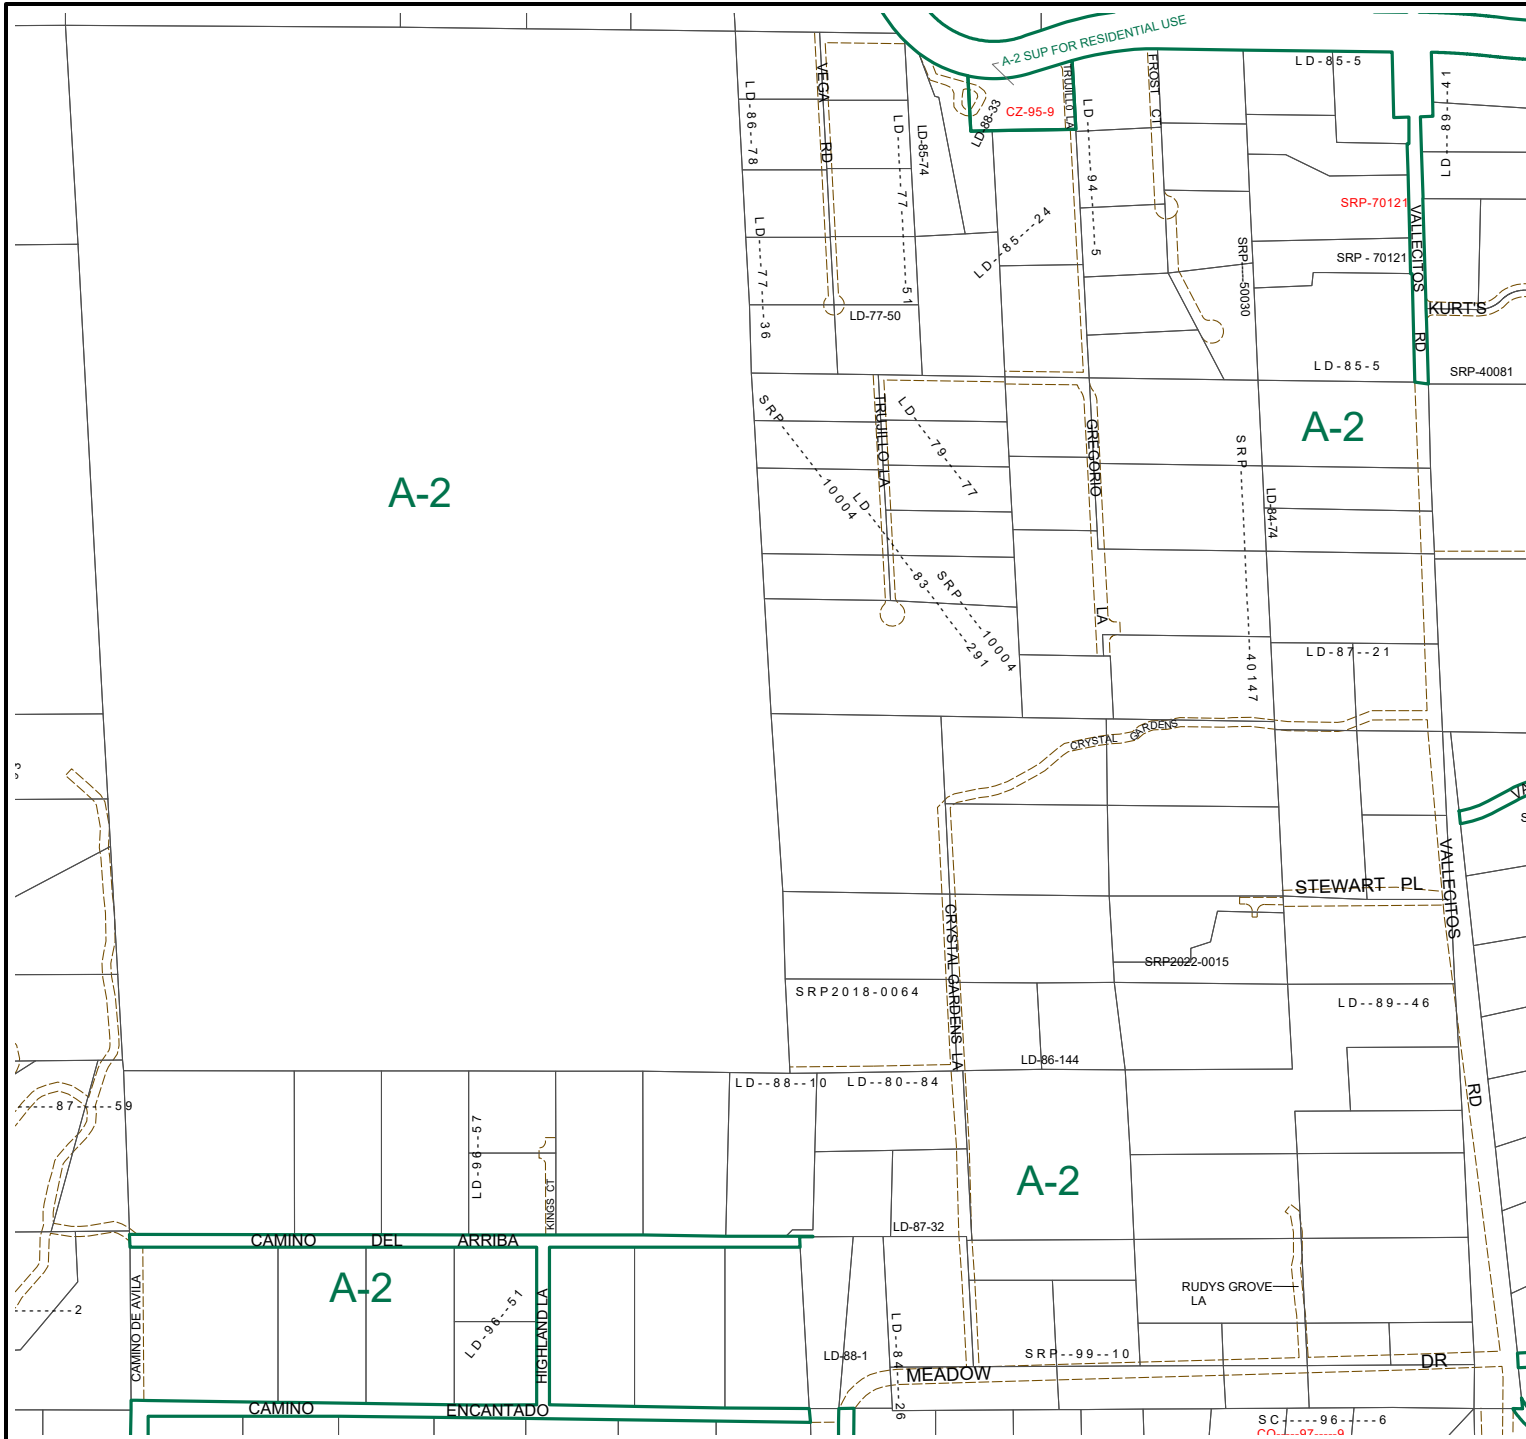 A-2 SUP FOR RESIDENTIAL USE
LD-85-5
VEGA RD
LD-86--78
LD-85-74
LD-----77-----51
LD-88-33
CZ-95-9
TRUJILLO LA
LD-----94---5
FROST CT
LD---89---41
SRP-70121
VALLECITOS RD
LD----77----36
LD--85---24
SRP----50030
SRP - 70121
LD-77-50
KURT'S
LD-85-5
SRP-40081
A-2
SRP---------10004
TRUJILLO LA
LD-----79----77
GREGORIO LA
SRP-------------------40147
LD-84-74
A-2
LD---------83---------291
SRP-----10004
LD-87--21
CRYSTAL GARDENS
VALLECITOS RD
STEWART PL
CRYSTAL GARDENS LA
SRP2022-0015
SRP2018-0064
LD--89--46
LD-86-144
LD--88--10
LD--80--84
-----87-----59
LD-96--57
KINGS CT
A-2
LD-87-32
CAMINO DEL ARRIBA
A-2
CAMINO DE AVILA
LD-96--51
HIGHLAND LA
RUDYS GROVE
LA
--------2
LD-88-1
LD--84---26
SRP--99--10
MEADOW DR
CAMINO ENCANTADO
SC-----96-----6
CO-----97-----9